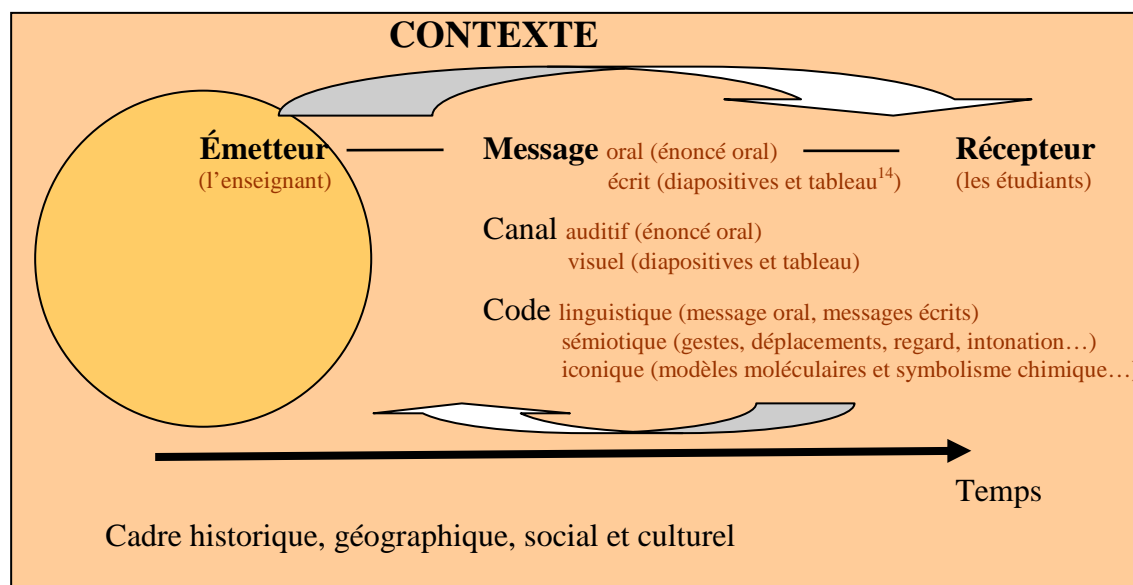 CONTEXTE
Émetteur
(l'enseignant)
Message oral (énoncé oral)
écrit (diapositives et tableau¹⁴)
Récepteur
(les étudiants)
Canal auditif (énoncé oral)
visuel (diapositives et tableau)
Code linguistique (message oral, messages écrits)
sémiotique (gestes, déplacements, regard, intonation…)
iconique (modèles moléculaires et symbolisme chimique…)
Temps
Cadre historique, géographique, social et culturel